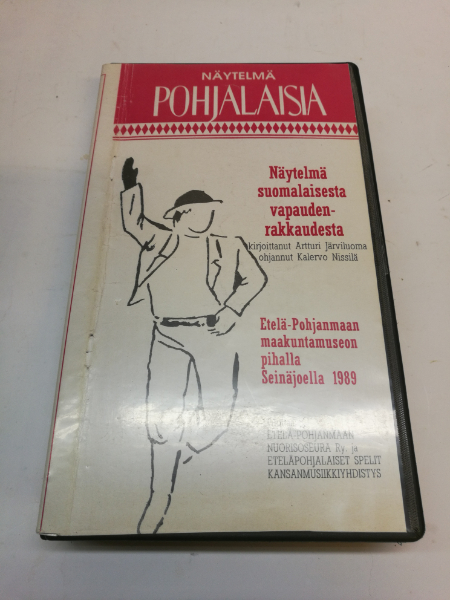 NÄYTELMÄ
POHJALAISIA
Näytelmä
suomalaisesta
vapauden-
rakkaudesta
kirjoittanut Artturi Järviluoma
ohjannut Kalervo Nissilä
Etelä-Pohjanmaan
maakuntamuseon
pihalla
Seinäjoella 1989
ETELÄ-POHJANMAAN
NUORISOSEURA Ry. ja
ETELÄPOHJALAISET SPELIT
KANSANMUSIIKKIYHDISTYS